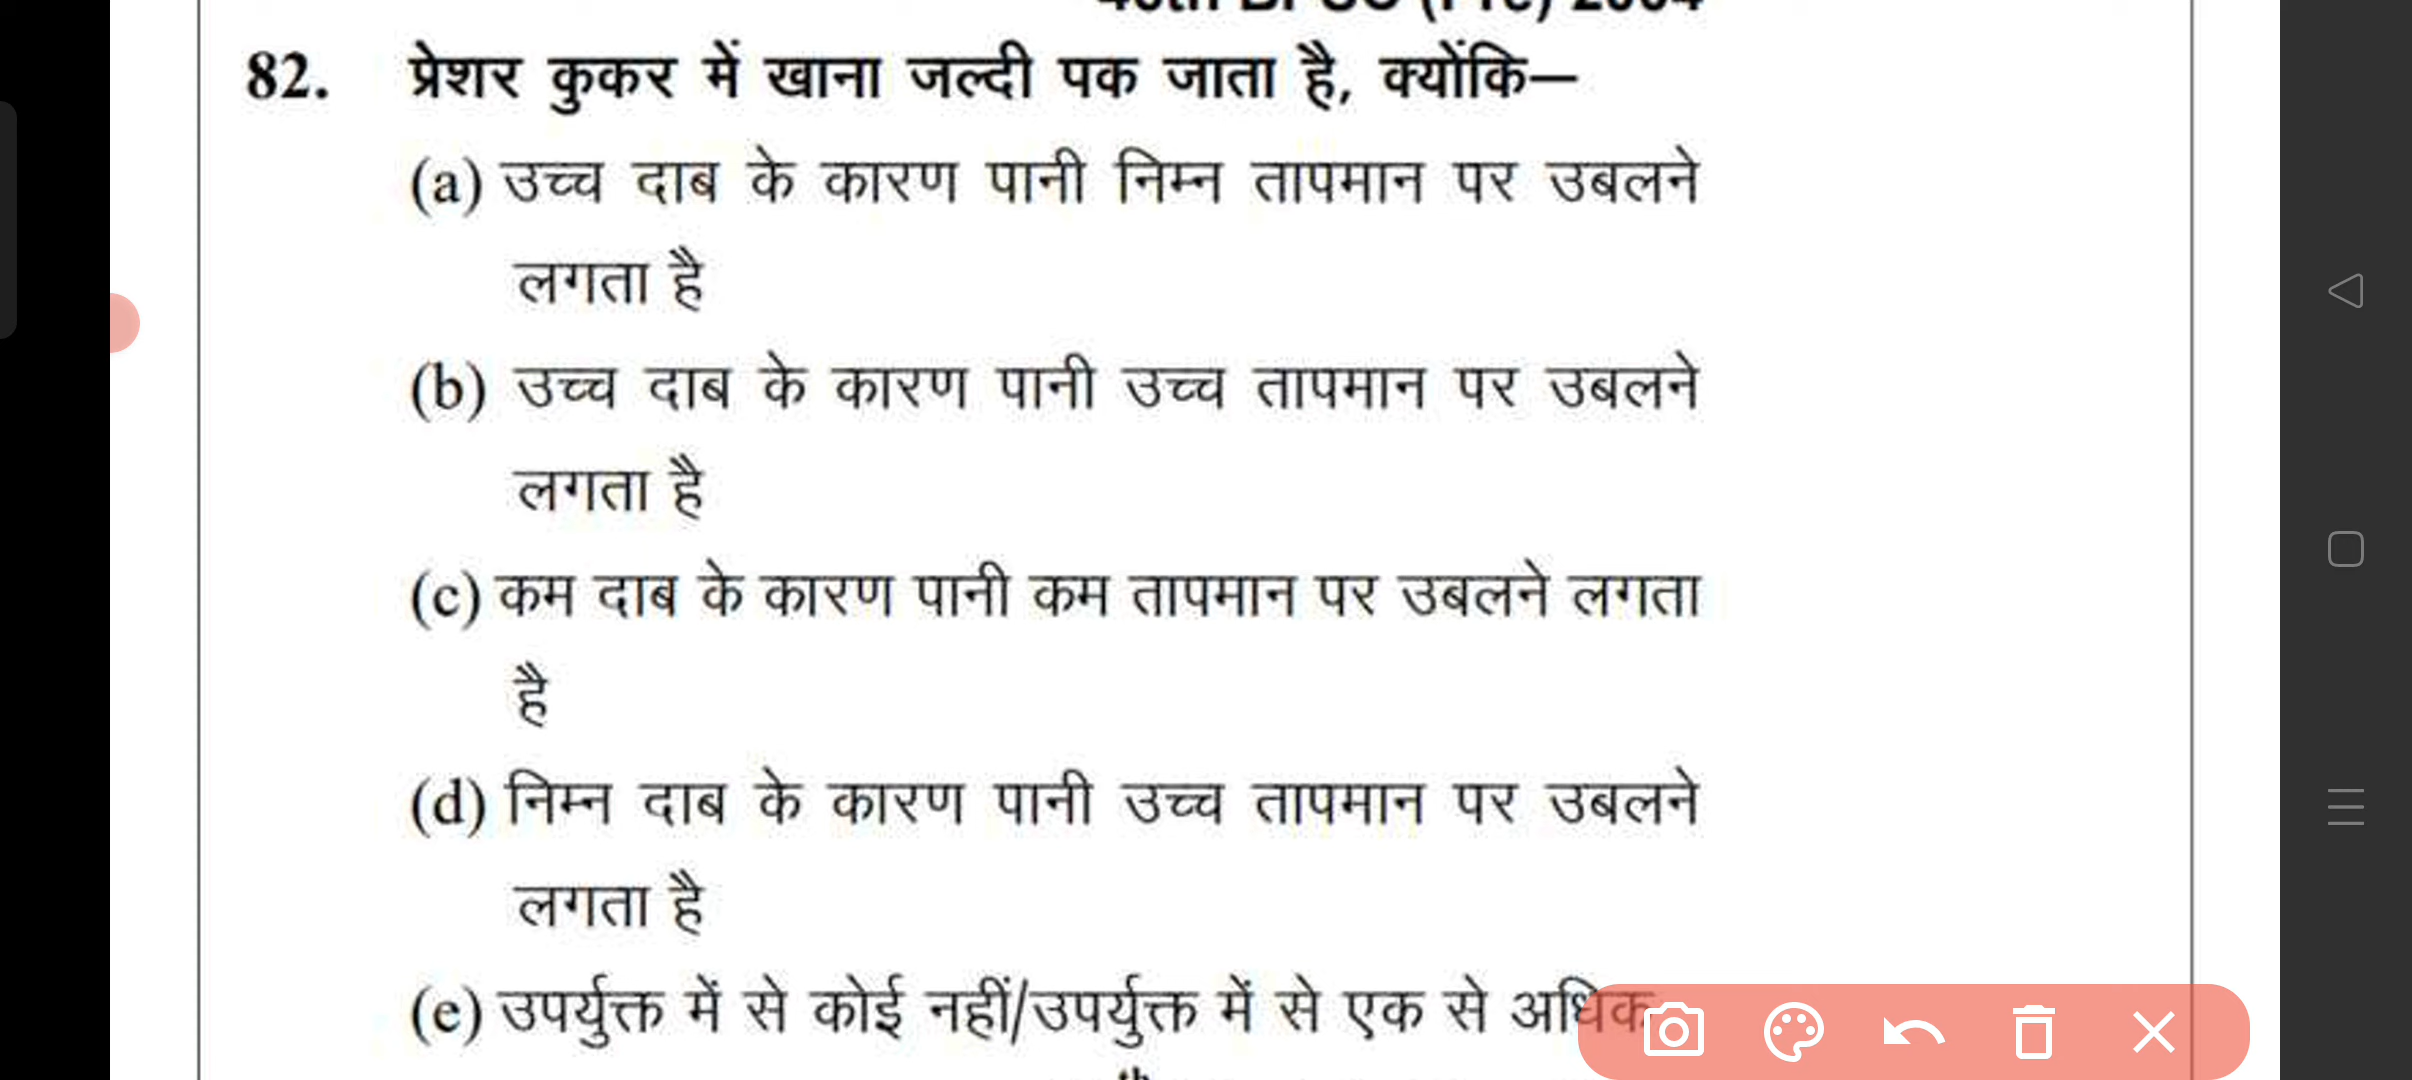 82. प्रेशर कुकर में खाना जल्दी पक जाता है, क्योंकि–
(a) उच्च दाब के कारण पानी निम्न तापमान पर उबलने
लगता है
(b) उच्च दाब के कारण पानी उच्च तापमान पर उबलने
लगता है
(c) कम दाब के कारण पानी कम तापमान पर उबलने लगता
है
(d) निम्न दाब के कारण पानी उच्च तापमान पर उबलने
लगता है
(e) उपर्युक्त में से कोई नहीं/उपर्युक्त में से एक से अधिक